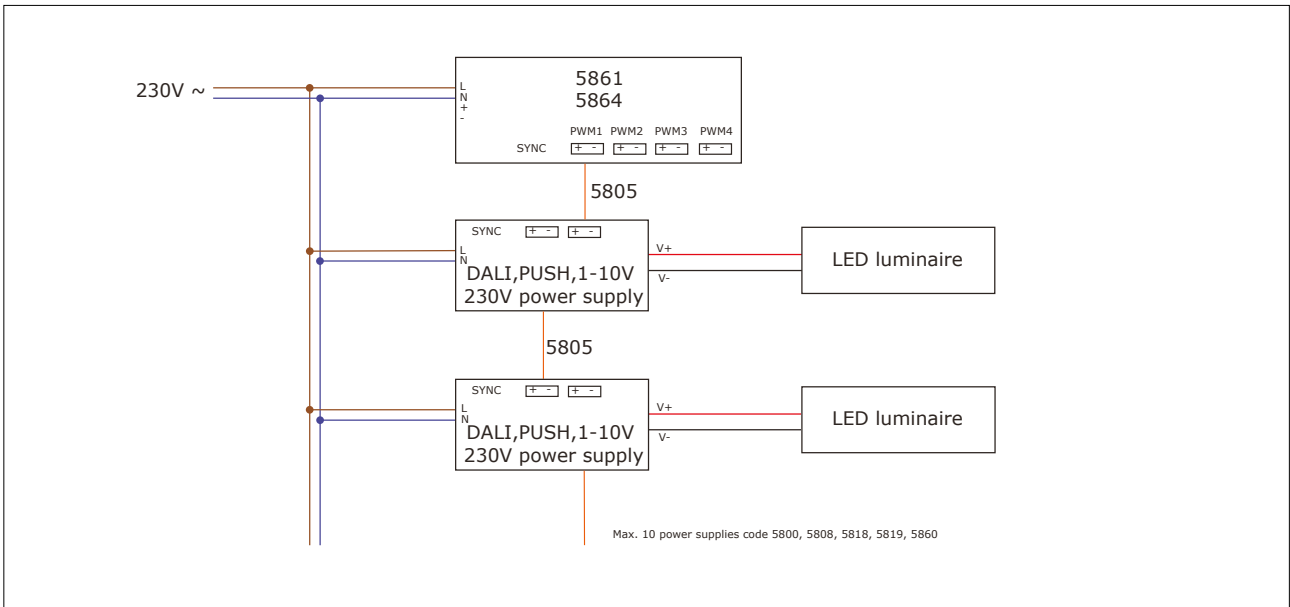 230V ~
L
N
+
-
5861
5864
PWM1 PWM2 PWM3 PWM4
SYNC + - + - + - + -
5805
SYNC + - + -
L
N
DALI,PUSH,1-10V
230V power supply
V+
V-
LED luminaire
5805
SYNC + - + -
L
N
DALI,PUSH,1-10V
230V power supply
V+
V-
LED luminaire
Max. 10 power supplies code 5800, 5808, 5818, 5819, 5860